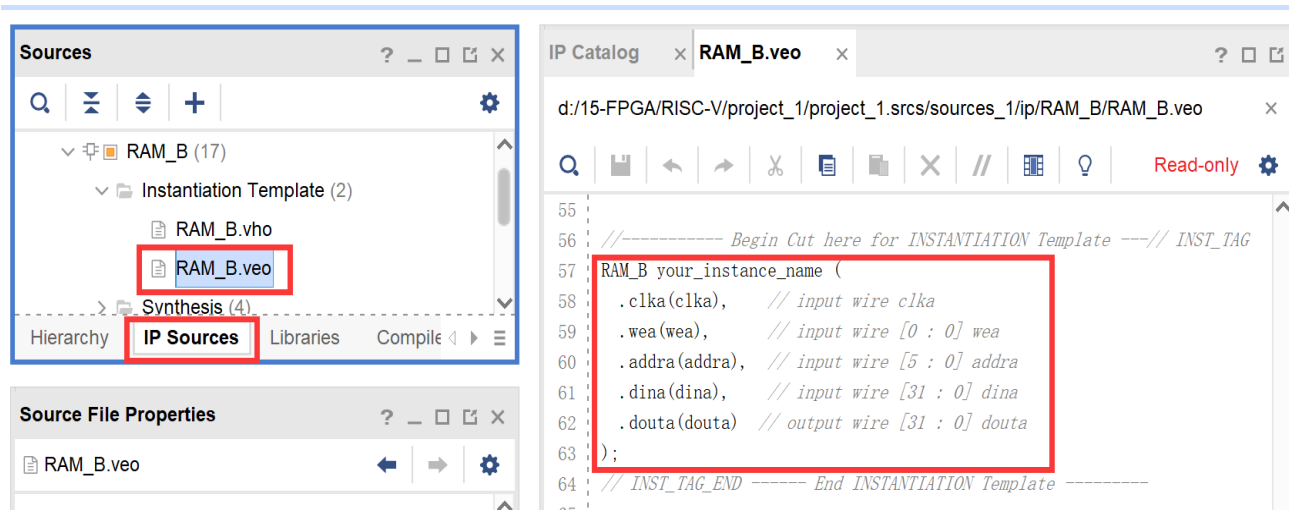 Sources
RAM_B (17)
Instantiation Template (2)
RAM_B.vho
RAM_B.veo
Synthesis (4)
Hierarchy IP Sources Libraries Compile
Source File Properties
RAM_B.veo
IP Catalog RAM_B.veo
d:/15-FPGA/RISC-V/project_1/project_1.srcs/sources_1/ip/RAM_B/RAM_B.veo
Read-only
55
56 //----------- Begin Cut here for INSTANTIATION Template ---// INST_TAG
57 RAM_B your_instance_name (
58 .clka(clka), // input wire clka
59 .wea(wea), // input wire [0 : 0] wea
60 .addra(addra), // input wire [5 : 0] addra
61 .dina(dina), // input wire [31 : 0] dina
62 .douta(douta) // output wire [31 : 0] douta
63 );
64 // INST_TAG_END ------ End INSTANTIATION Template ---------